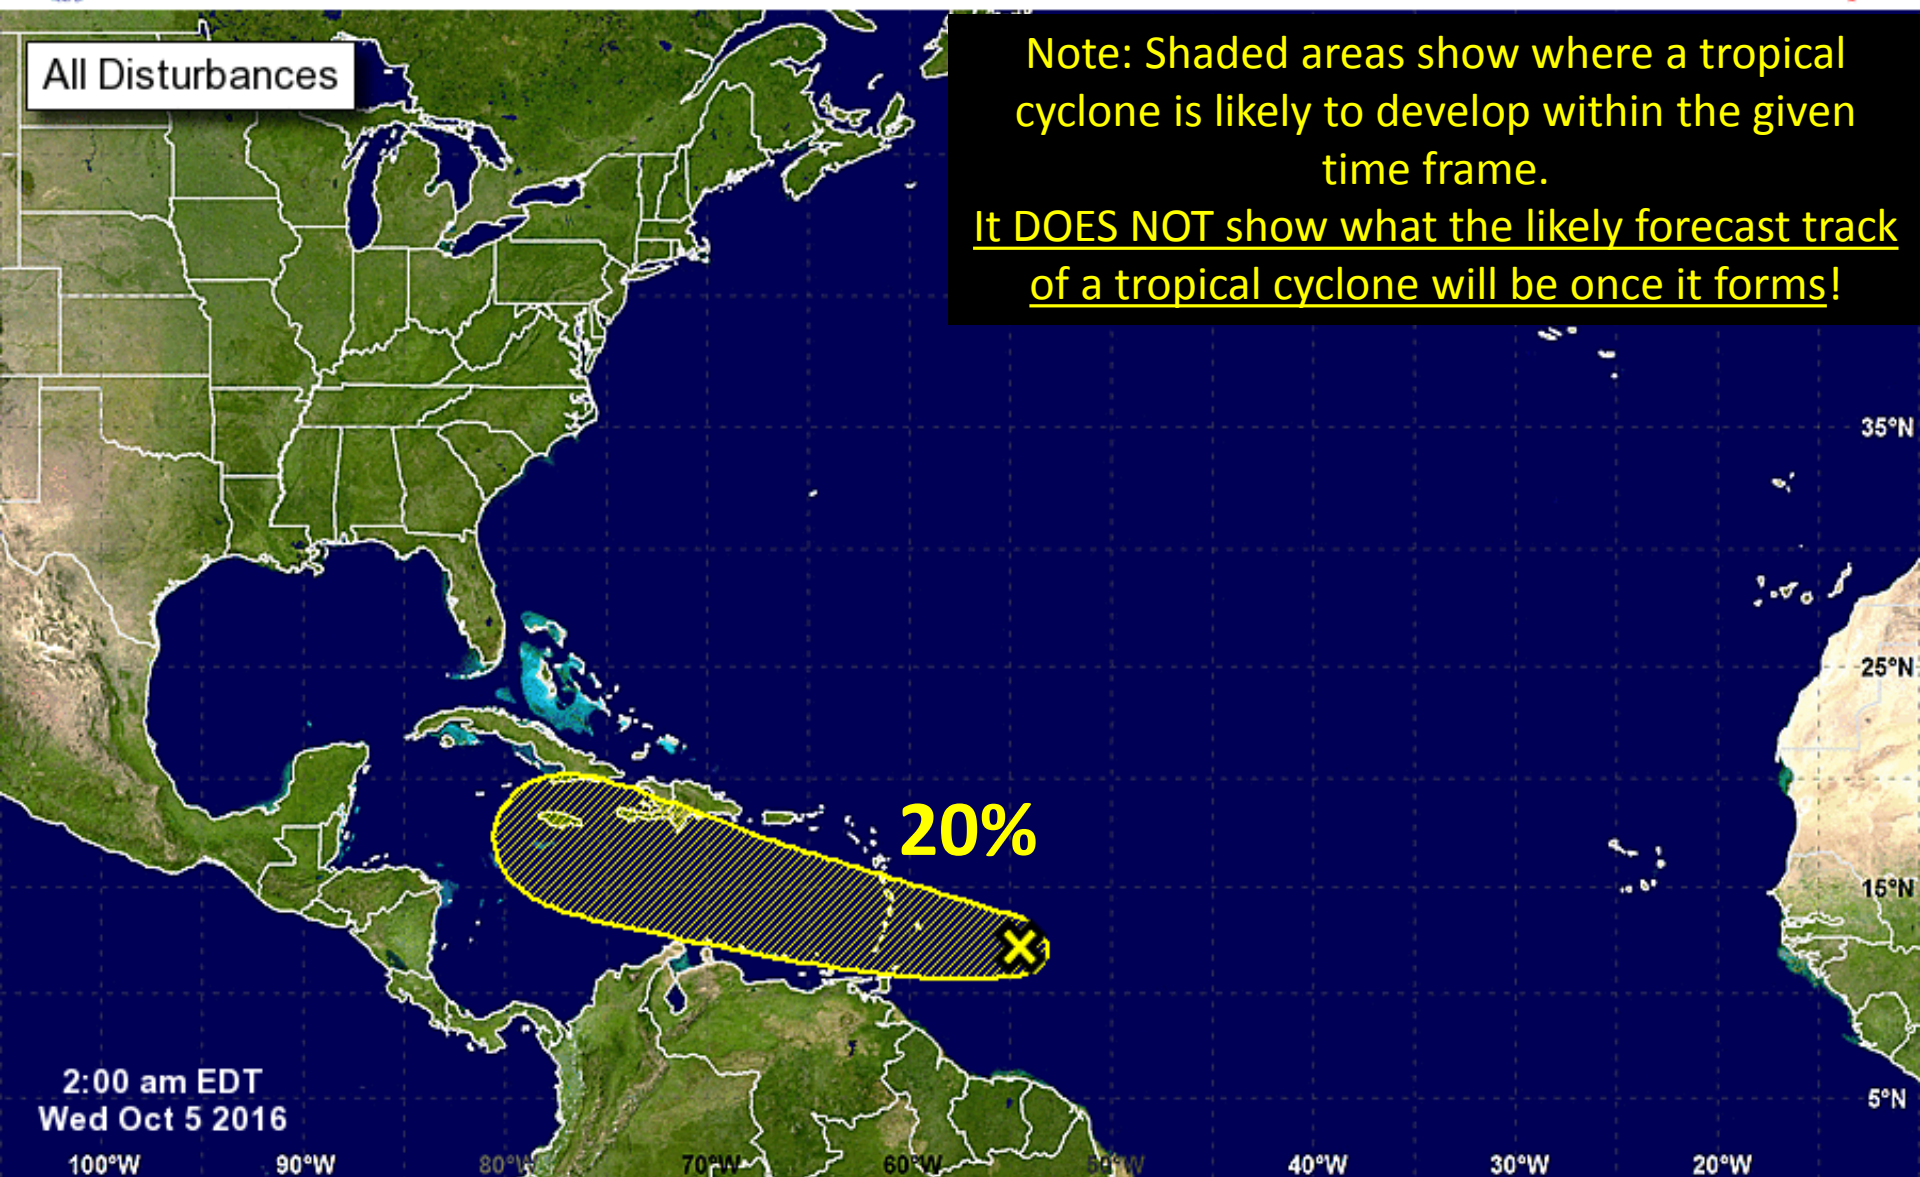 All Disturbances
Note: Shaded areas show where a tropical
cyclone is likely to develop within the given
time frame.
It DOES NOT show what the likely forecast track
of a tropical cyclone will be once it forms!
35°N
25°N
20%
15°N
2:00 am EDT
Wed Oct 5 2016
5°N
100°W 90°W 80°W 70°W 60°W 50°W 40°W 30°W 20°W